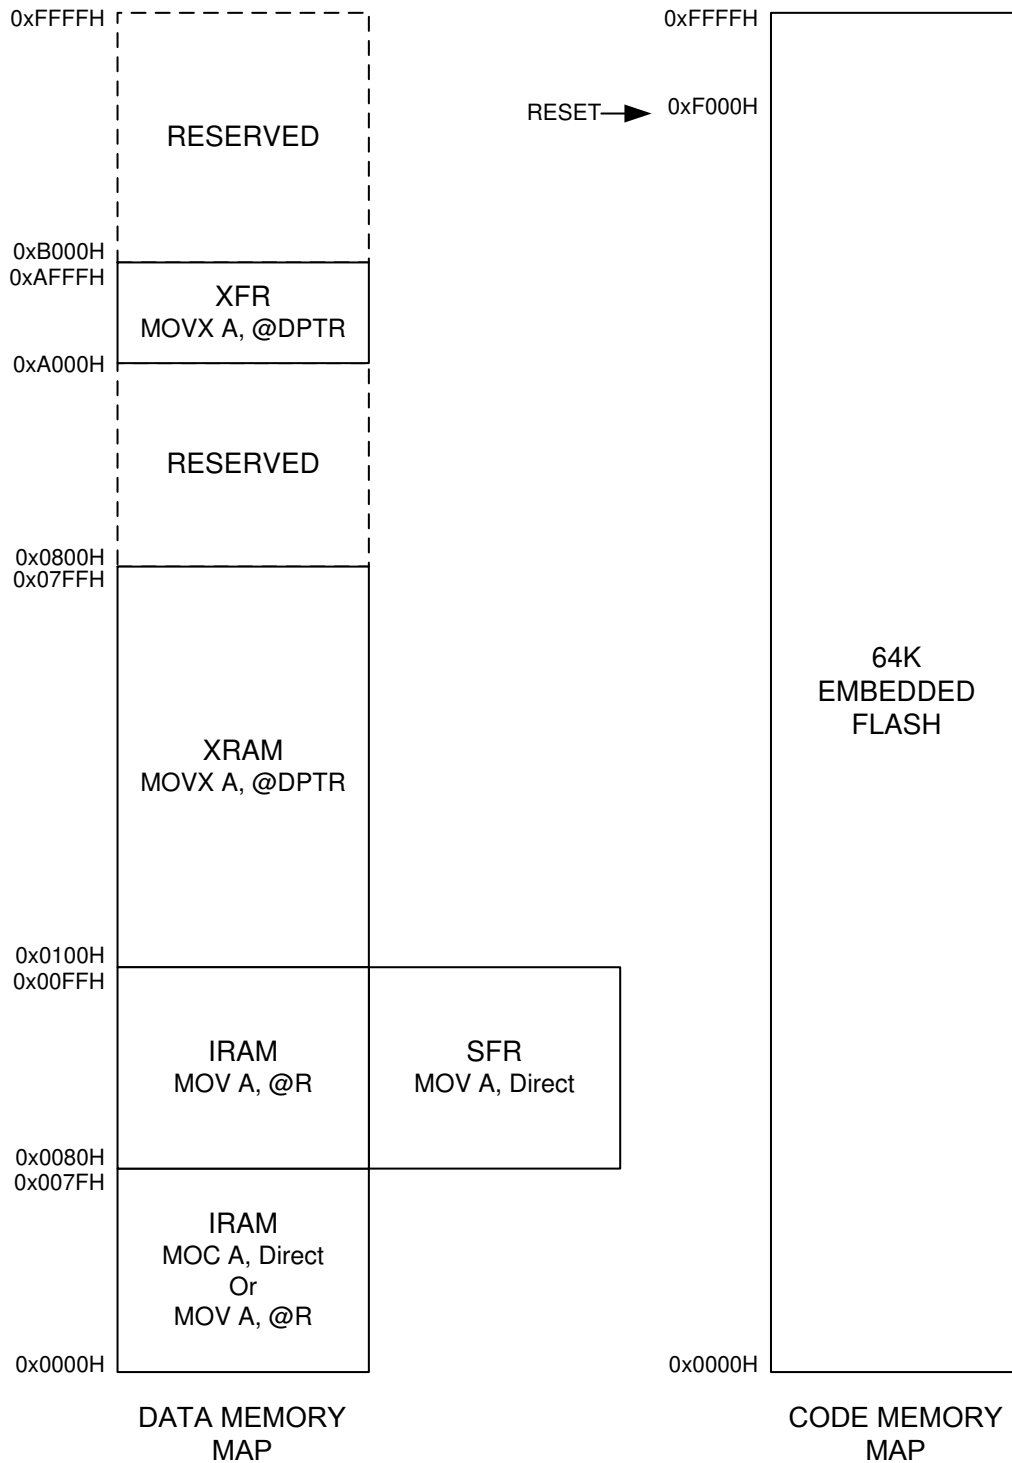 0xFFFFH
RESERVED
0xB000H
0xAFFFH
XFR
MOVX A, @DPTR
0xA000H
RESERVED
0x0800H
0x07FFH
XRAM
MOVX A, @DPTR
0x0100H
0x00FFH
IRAM
MOV A, @R
SFR
MOV A, Direct
0x0080H
0x007FH
IRAM
MOC A, Direct
Or
MOV A, @R
0x0000H
DATA MEMORY
MAP
0xFFFFH
RESET
0xF000H
64K
EMBEDDED
FLASH
0x0000H
CODE MEMORY
MAP